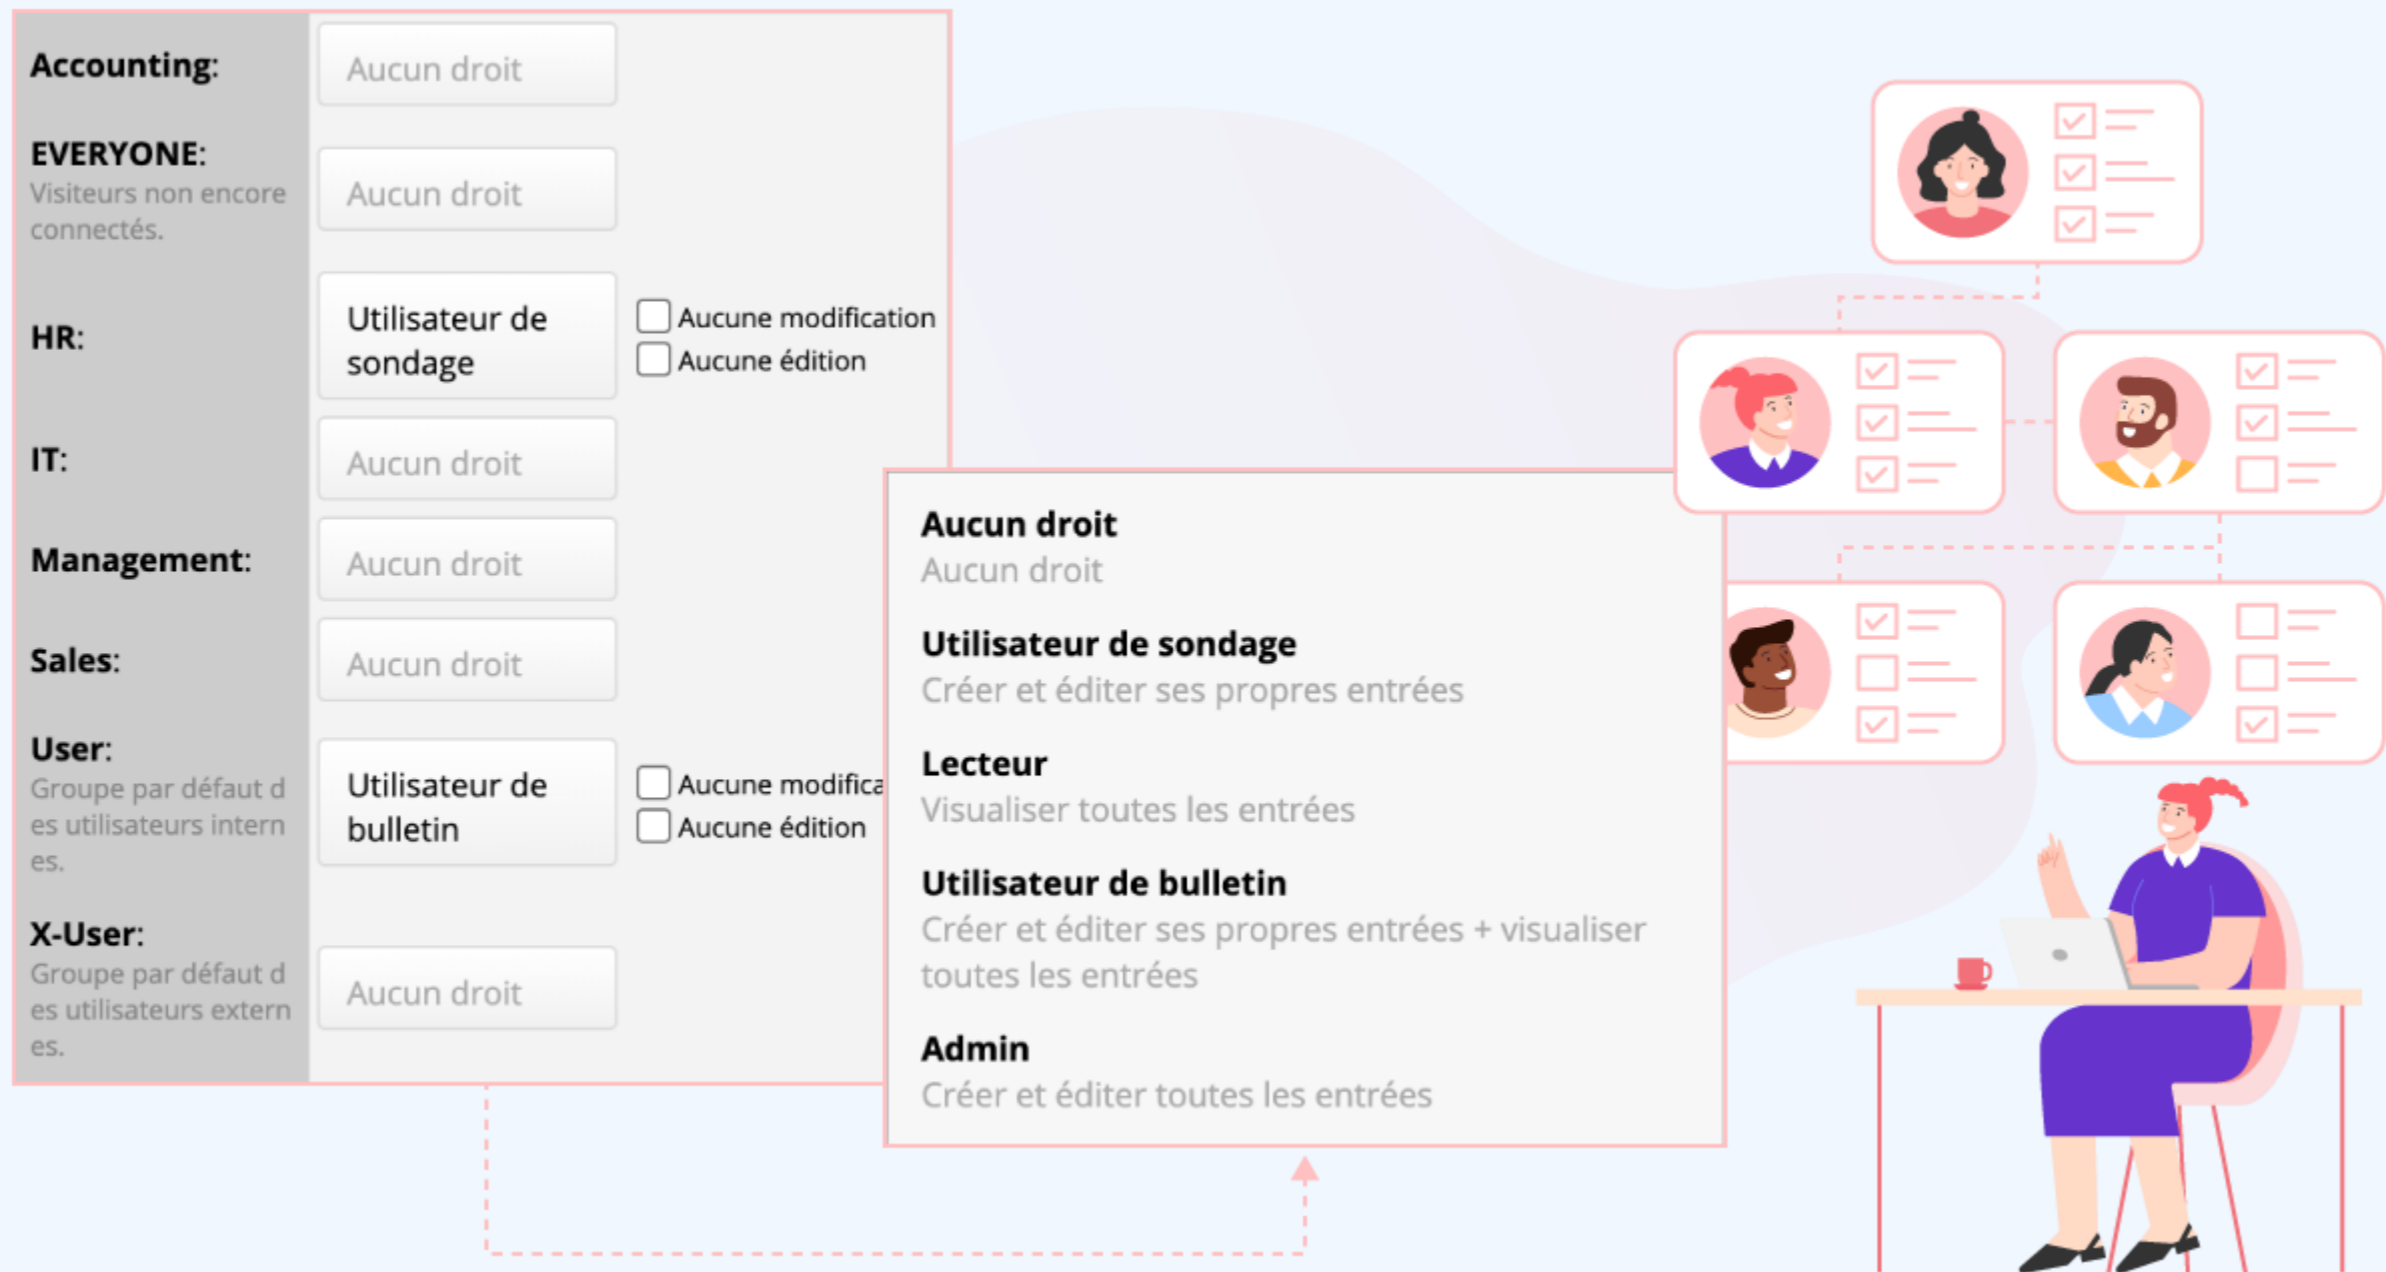 Accounting:
Aucun droit
EVERYONE:
Visiteurs non encore
connectés.
Aucun droit
HR:
Utilisateur de
sondage
Aucune modification
Aucune édition
IT:
Aucun droit
Management:
Aucun droit
Sales:
Aucun droit
User:
Groupe par défaut d
es utilisateurs intern
es.
Utilisateur de
bulletin
Aucune modifica
Aucune édition
X-User:
Groupe par défaut d
es utilisateurs extern
es.
Aucun droit
Aucun droit
Aucun droit
Utilisateur de sondage
Créer et éditer ses propres entrées
Lecteur
Visualiser toutes les entrées
Utilisateur de bulletin
Créer et éditer ses propres entrées + visualiser
toutes les entrées
Admin
Créer et éditer toutes les entrées